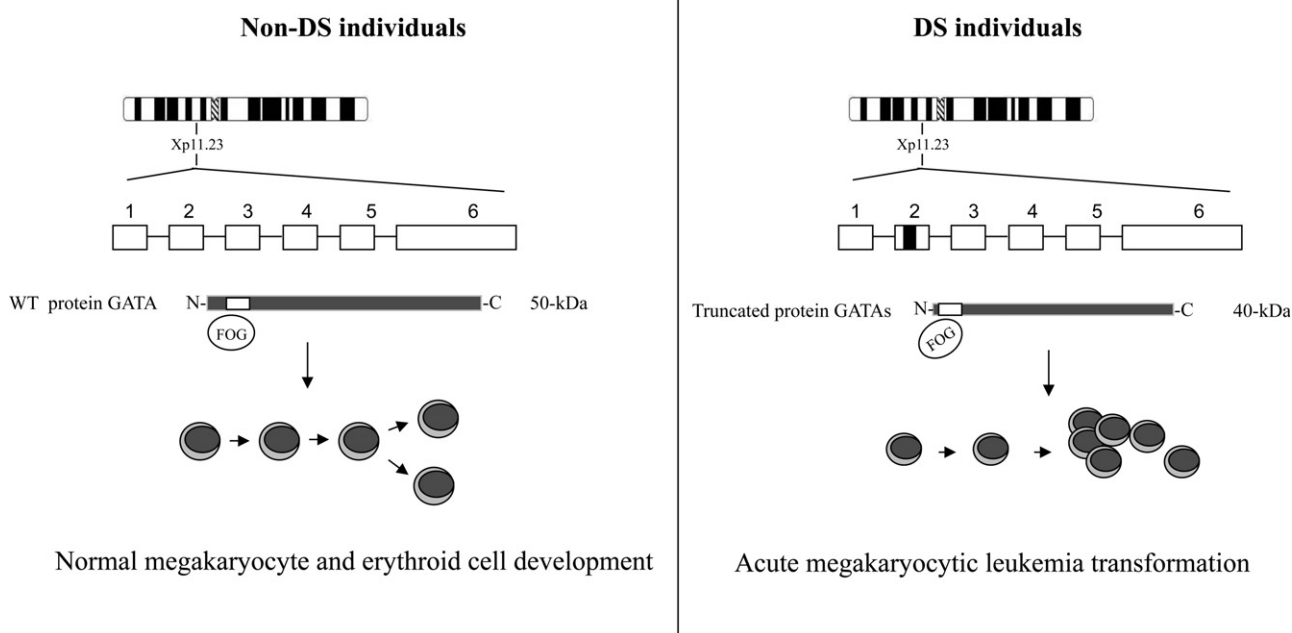 Non-DS individuals
Xp11.23
1 2 3 4 5 6
WT protein GATA N- -C 50-kDa
FOG
Normal megakaryocyte and erythroid cell development
DS individuals
Xp11.23
1 2 3 4 5 6
Truncated protein GATAs N- -C 40-kDa
FOG
Acute megakaryocytic leukemia transformation